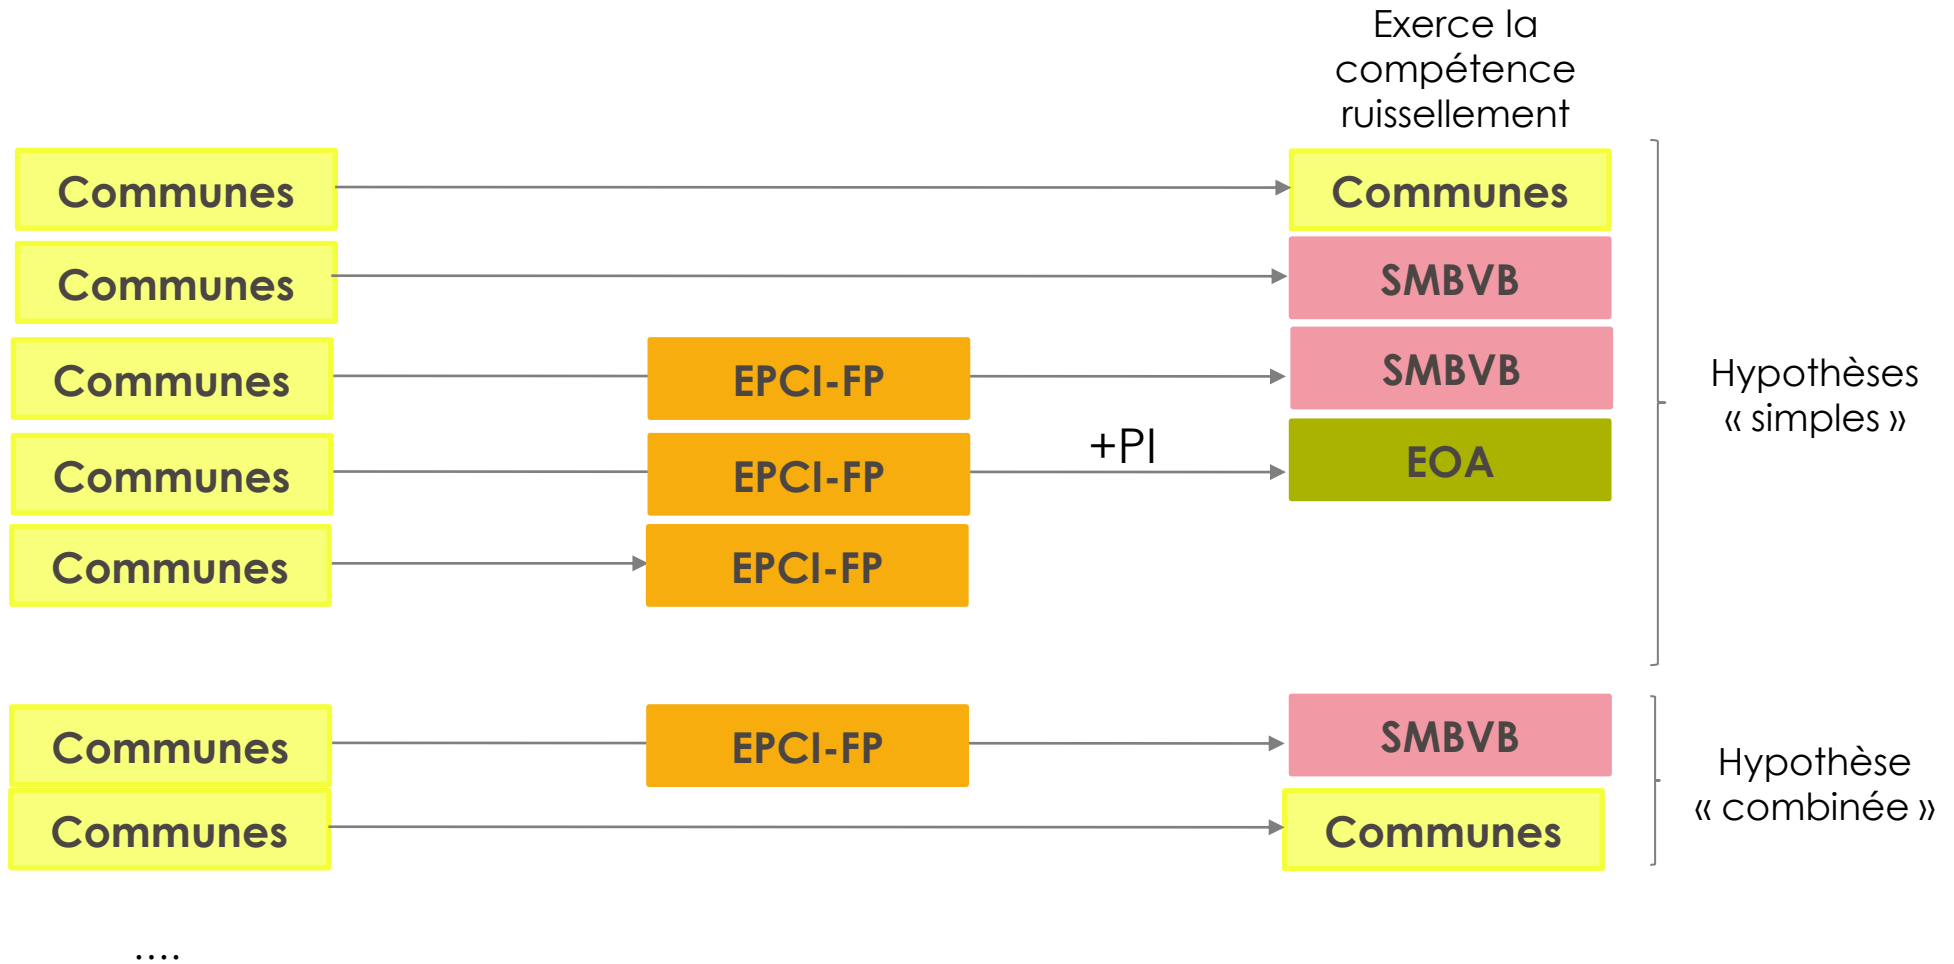 Exerce la
compétence
ruissellement
Communes
Communes
Communes
SMBVB
Communes
EPCI-FP
SMBVB
Communes
EPCI-FP
+PI
EOA
Communes
EPCI-FP
Hypothèses
« simples »
Communes
EPCI-FP
SMBVB
Communes
Communes
Hypothèse
« combinée »
....